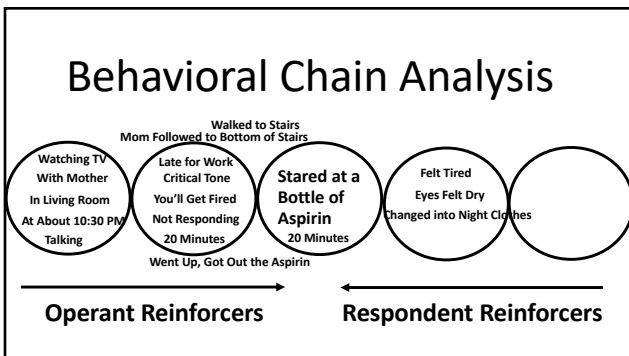 Behavioral Chain Analysis
Walked to Stairs
Mom Followed to Bottom of Stairs
Watching TV
With Mother
In Living Room
At About 10:30 PM
Talking
Late for Work
Critical Tone
You'll Get Fired
Not Responding
20 Minutes
Went Up, Got Out the Aspirin
Stared at a
Bottle of
Aspirin
20 Minutes
Felt Tired
Eyes Felt Dry
Changed into Night Clothes
Operant Reinforcers
Respondent Reinforcers